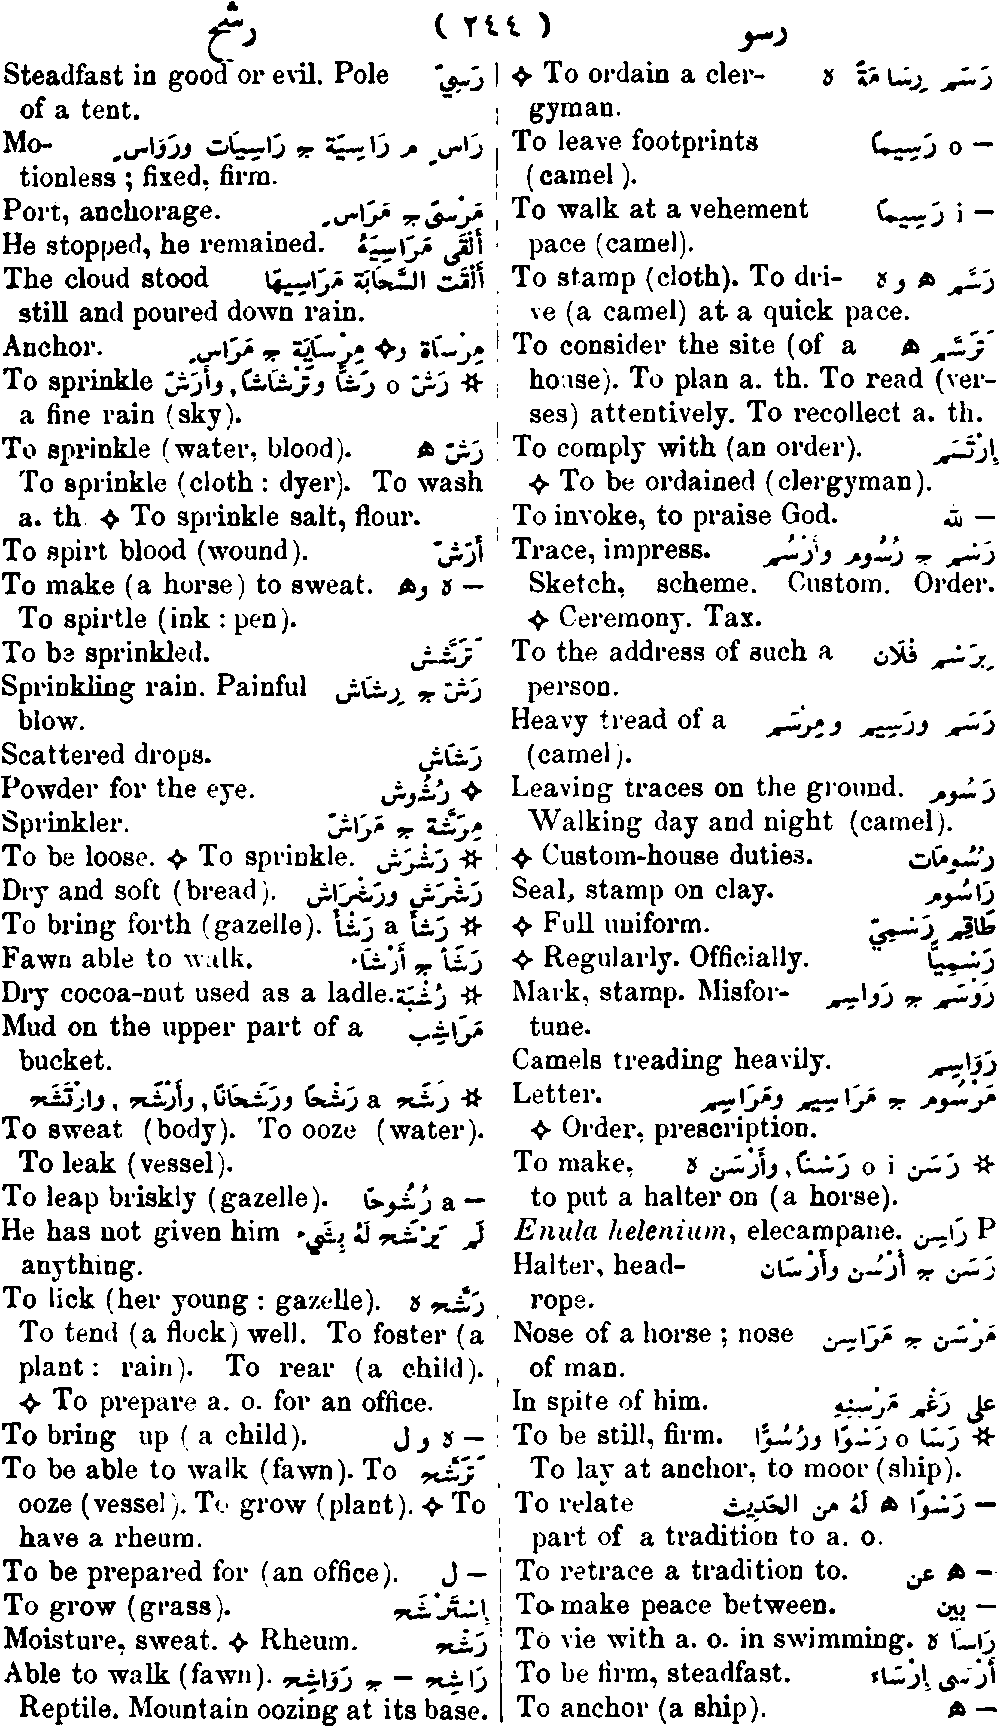 رسو ( ٢٤٤ ) رشح
✧ To ordain a cler- رَسَم رِسَامَةً ه
gyman.
To leave footprints — o رَسِيمًا
(camel).
To walk at a vehement — i رَسِيمًا
pace (camel).
To stamp (cloth). To dri- رَسَّم ه و ه
ve (a camel) at a quick pace.
To consider the site (of a تَرَسَّم ه
house). To plan a. th. To read (ver-
ses) attentively. To recollect a. th.
To comply with (an order). إِرْتَسَم
✧ To be ordained (clergyman).
To invoke, to praise God. — لله
Trace, impress. رَسْم ج رُسُوم وأَرْسُم
Sketch, scheme. Custom. Order.
✧ Ceremony. Tax.
To the address of such a بِرَسْم فُلَان
person.
Heavy tread of a رَسَم ورَسِيم ومِرْسَم
(camel).
Leaving traces on the ground. رَسُوم
Walking day and night (camel).
✧ Custom-house duties. رُسُومَات
Seal, stamp on clay. رَاسُوم
✧ Full uniform. طَاقِم رَسْمِيّ
✧ Regularly. Officially. رَسْمِيًّا
Mark, stamp. Misfor- رَوْسَم ج رَوَاسِم
tune.
Camels treading heavily. رَوَاسِم
Letter. مَرْسُوم ج مَرَاسِيم ومَرَاسِم
✧ Order, prescription.
To make, ☼ رَسَن o i رَسْنًا, وأَرْسَن ه
to put a halter on (a horse).
Enula helenium, elecampane. P رَاسِن
Halter, head- رَسَن ج أَرْسُن وأَرْسَان
rope.
Nose of a horse ; nose مَرْسَن ج مَرَاسِن
of man.
In spite of him. على رَغْم مَرْسِنِهِ
To be still, firm. ☼ رَسَا o رَسْوًا ورُسُوًّا
To lay at anchor, to moor (ship).
To relate — رَسْوًا ه لَهُ من الحَدِيث
part of a tradition to a. o.
To retrace a tradition to. — ه عن
To make peace between. — بين
To vie with a. o. in swimming. رَاسَا ه
To be firm, steadfast. أَرْسَى إِرْسَاء
To anchor (a ship). — ه
Steadfast in good or evil. Pole رَسِيّ
of a tent.
Mo- رَاسٍ م رَاسِيَة ج رَاسِيَات ورَوَاسٍ
tionless ; fixed, firm.
Port, anchorage. مَرْسًى ج مَرَاسٍ
He stopped, he remained. أَلْقَى مَرَاسِيَهُ
The cloud stood أَلْقَت السَّحَابَة مَرَاسِيهَا
still and poured down rain.
Anchor. مِرْسَاة و✧ مِرْسَايَة ج مَرَاسٍ
To sprinkle ☼ رَشّ o رَشًّا وتَرْشَاشًا, وأَرَشّ
a fine rain (sky).
To sprinkle (water, blood). رَشّ ه
To sprinkle (cloth : dyer). To wash
a. th. ✧ To sprinkle salt, flour.
To spirt blood (wound). أَرَشّ
To make (a horse) to sweat. — ه وه
To spirtle (ink : pen).
To be sprinkled. تَرَشَّش
Sprinkling rain. Painful رَشّ ج رِشَاش
blow.
Scattered drops. رَشَاش
Powder for the eye. ✧ رَشُوش
Sprinkler. مِرَشَّة ج مَرَاشّ
To be loose. ✧ To sprinkle. ☼ رَشْرَش
Dry and soft (bread). رَشْرَش ورَشْرَاش
To bring forth (gazelle). ☼ رَشَأَ a رَشْأً
Fawn able to walk. رَشَأ ج أَرْشَاء
Dry cocoa-nut used as a ladle. ☼ رُشْبَة
Mud on the upper part of a مَرَاشِب
bucket.
☼ رَشَح a رَشْحًا ورَشَحَانًا, وأَرْشَح, وارْتَشَح
To sweat (body). To ooze (water).
To leak (vessel).
To leap briskly (gazelle). — a رُشُوحًا
He has not given him لَم يَرْشَح لَهُ بِشَيْء
anything.
To lick (her young : gazelle). رَشَّح ه
To tend (a flock) well. To foster (a
plant : rain). To rear (a child).
✧ To prepare a. o. for an office.
To bring up (a child). — ه و ل
To be able to walk (fawn). To تَرَشَّح
ooze (vessel). To grow (plant). ✧ To
have a rheum.
To be prepared for (an office). — ل
To grow (grass). إِسْتَرْشَح
Moisture, sweat. ✧ Rheum. رَشْح
Able to walk (fawn). رَاشِح — ج رَوَاشِح
Reptile. Mountain oozing at its base.